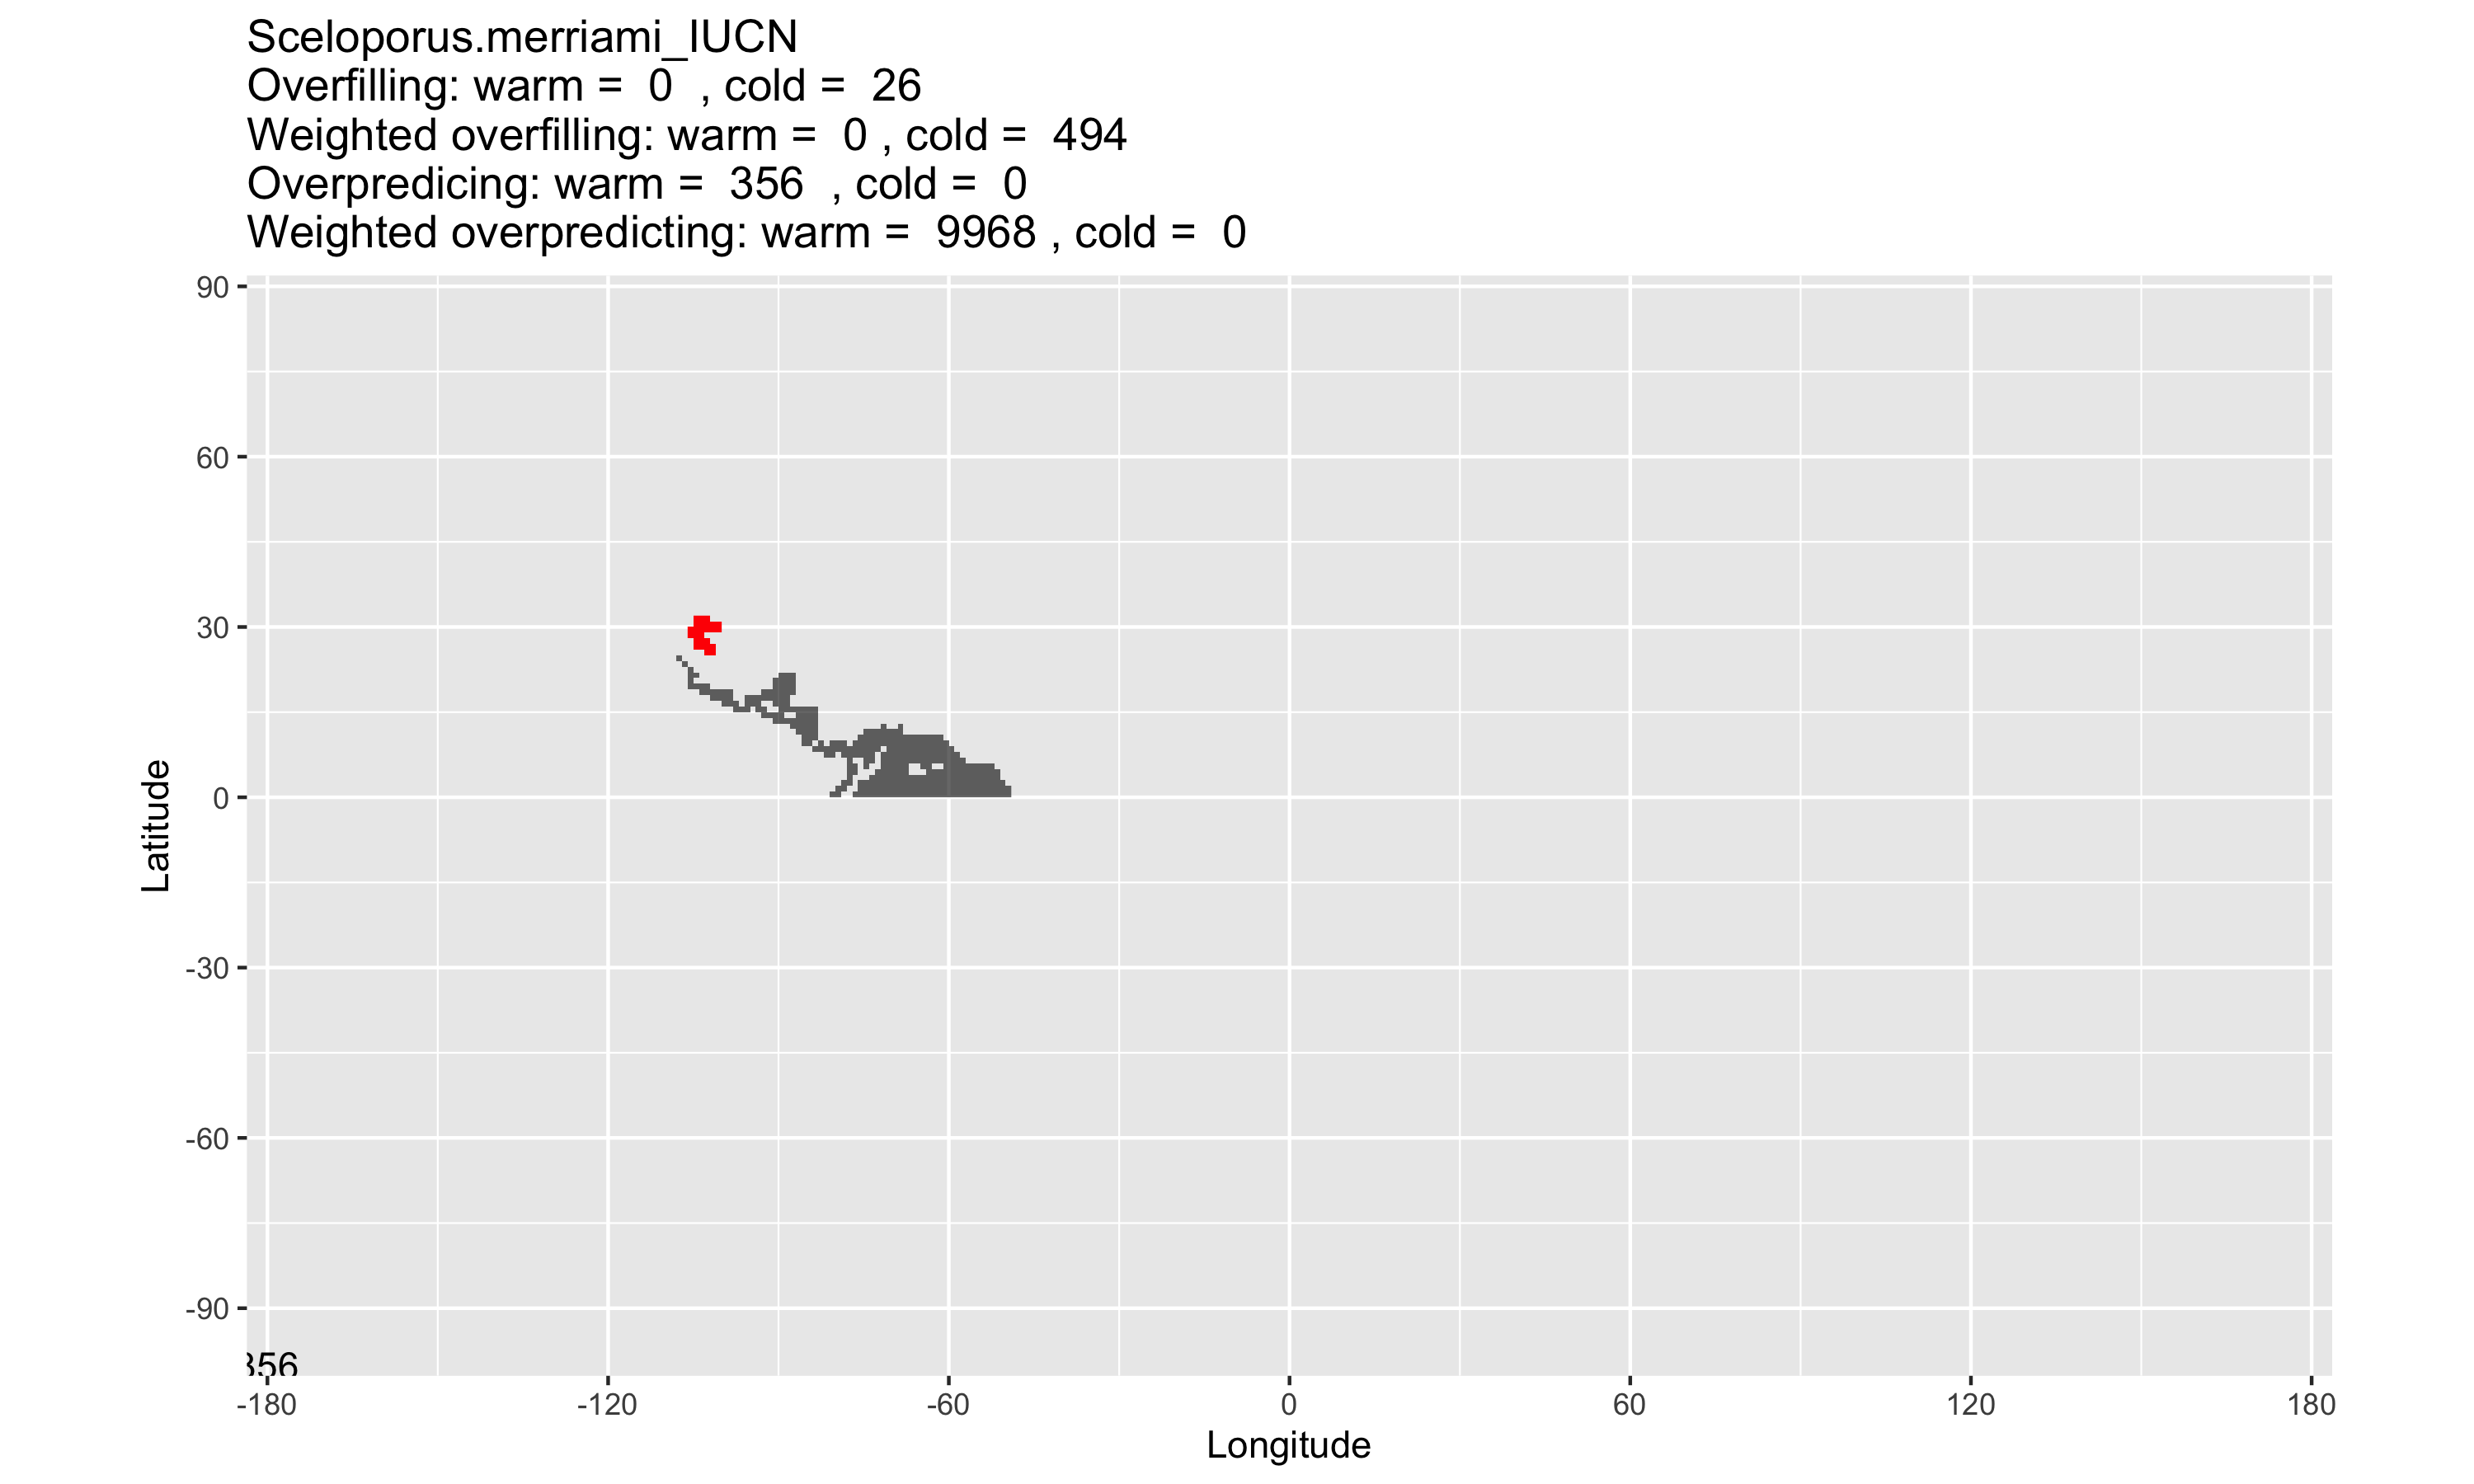 Sceloporus.merriami_IUCN
Overfilling: warm =  0  , cold =  26
Weighted overfilling: warm =  0 , cold =  494
Overpredicing: warm =  356  , cold =  0
Weighted overpredicting: warm =  9968 , cold =  0
90
60
30
0
-30
-60
-90
Latitude
356
-180
-120
-60
0
60
120
180
Longitude